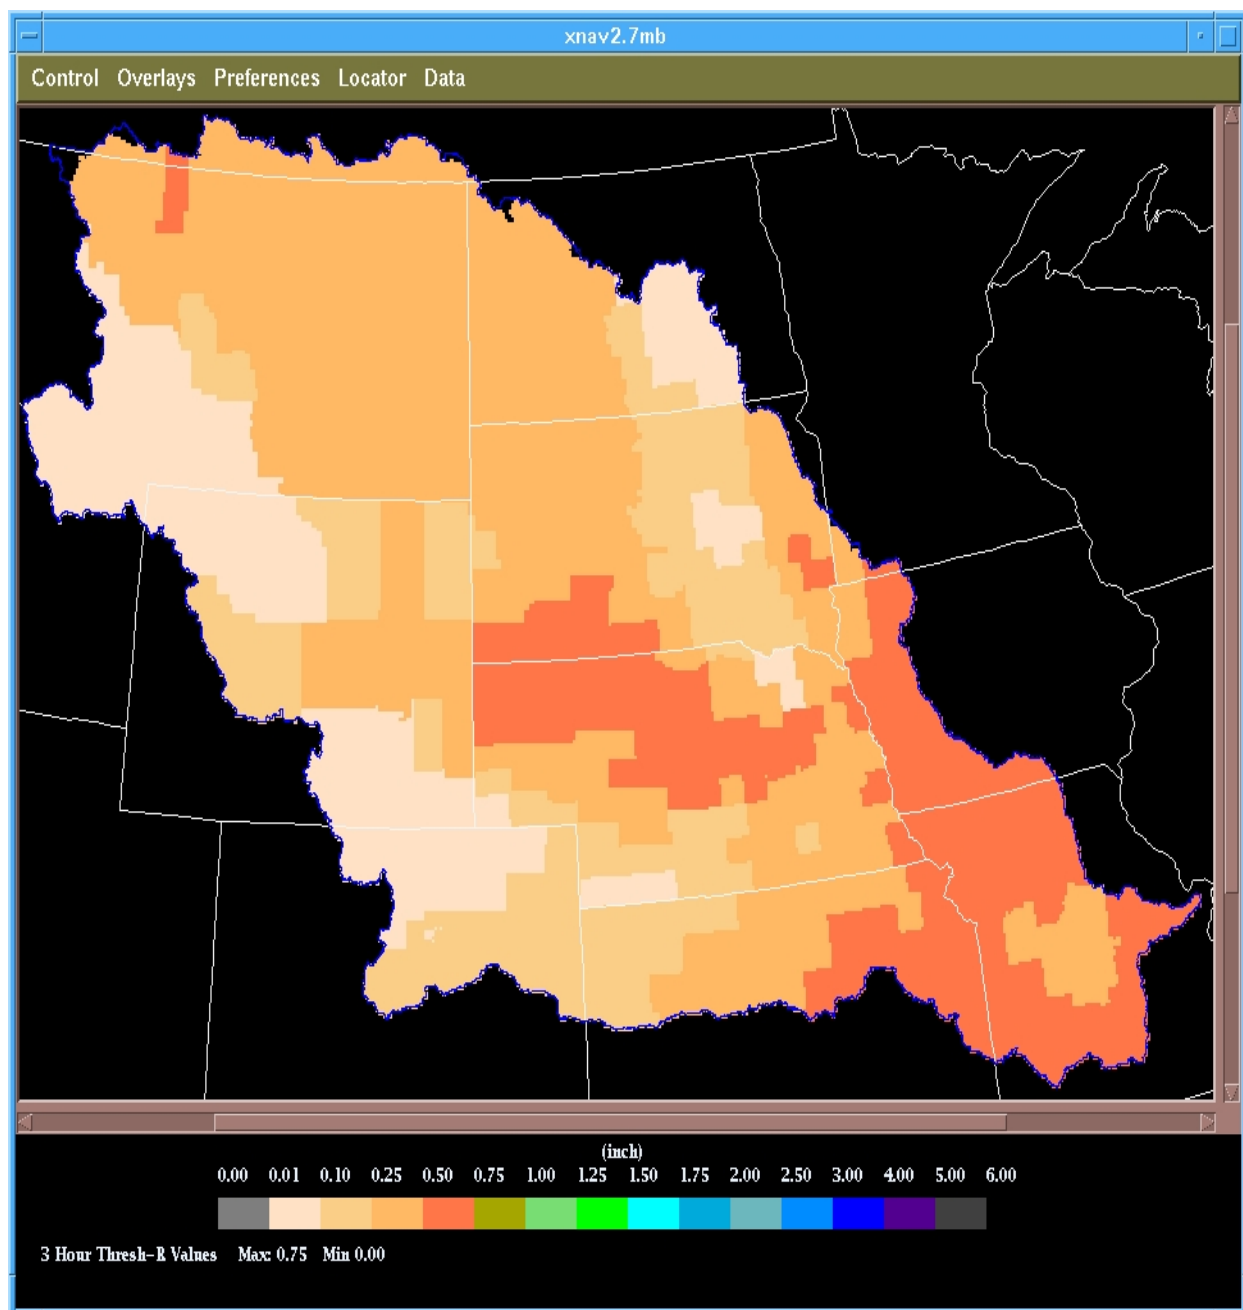 xnav2.7mb
Control Overlays Preferences Locator Data
(inch)
0.00 0.01 0.10 0.25 0.50 0.75 1.00 1.25 1.50 1.75 2.00 2.50 3.00 4.00 5.00 6.00
3 Hour Thresh-R Values Max: 0.75 Min 0.00